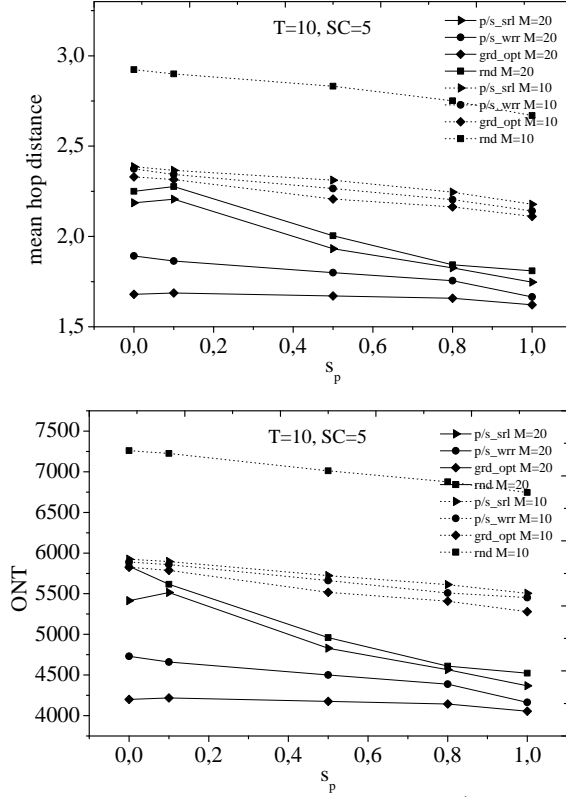 T=10, SC=5
p/s_srl M=20
p/s_wrr M=20
grd_opt M=20
rnd M=20
p/s_srl M=10
p/s_wrr M=10
grd_opt M=10
rnd M=10
mean hop distance
3,0
2,5
2,0
1,5
0,0 0,2 0,4 0,6 0,8 1,0
s_p
T=10, SC=5
p/s_srl M=20
p/s_wrr M=20
grd_opt M=20
rnd M=20
p/s_srl M=10
p/s_wrr M=10
grd_opt M=10
rnd M=10
ONT
7500
7000
6500
6000
5500
5000
4500
4000
0,0 0,2 0,4 0,6 0,8 1,0
s_p